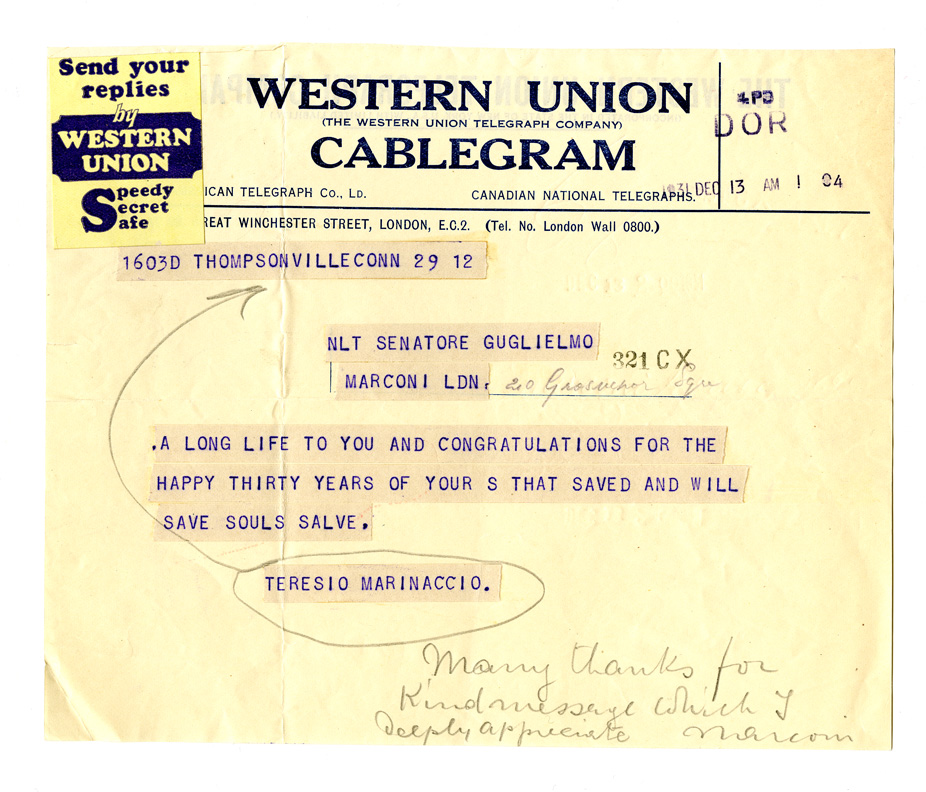 Send your
replies
by
WESTERN
UNION
Speedy
Secret
Safe
WESTERN UNION
(THE WESTERN UNION TELEGRAPH COMPANY)
CABLEGRAM
DOR
ICAN TELEGRAPH CO., LD.
CANADIAN NATIONAL TELEGRAPHS.
1931 DEC 13 AM 1 04
REAT WINCHESTER STREET, LONDON, E.C.2. (Tel. No. London Wall 0800.)
1603D THOMPSONVILLECONN 29 12
NLT SENATORE GUGLIELMO
321 CX
MARCONI LDN. 20 Grosvenor Sqre
.A LONG LIFE TO YOU AND CONGRATULATIONS FOR THE
HAPPY THIRTY YEARS OF YOUR S THAT SAVED AND WILL
SAVE SOULS SALVE.
TERESIO MARINACCIO.
Many thanks for
Kind message which I
Deeply appreciate Marconi